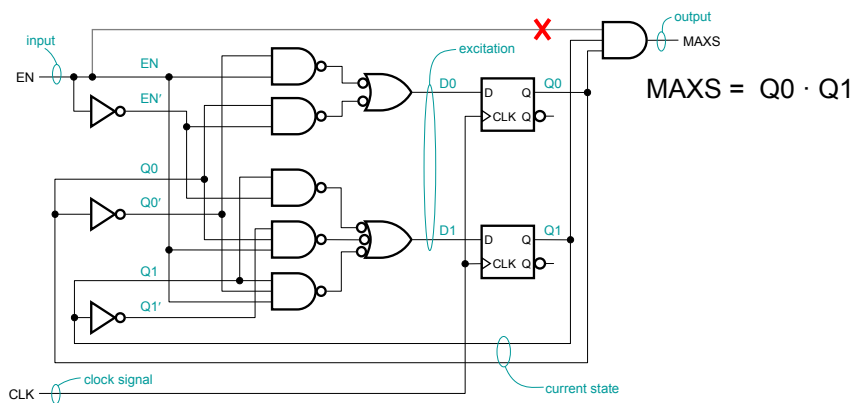 output
input
MAXS
EN
EN
excitation
MAXS = Q0 · Q1
EN′
D0
Q0
D Q
CLK Q
Q0
Q0′
D1
Q1
D Q
CLK Q
Q1
Q1′
clock signal
current state
CLK